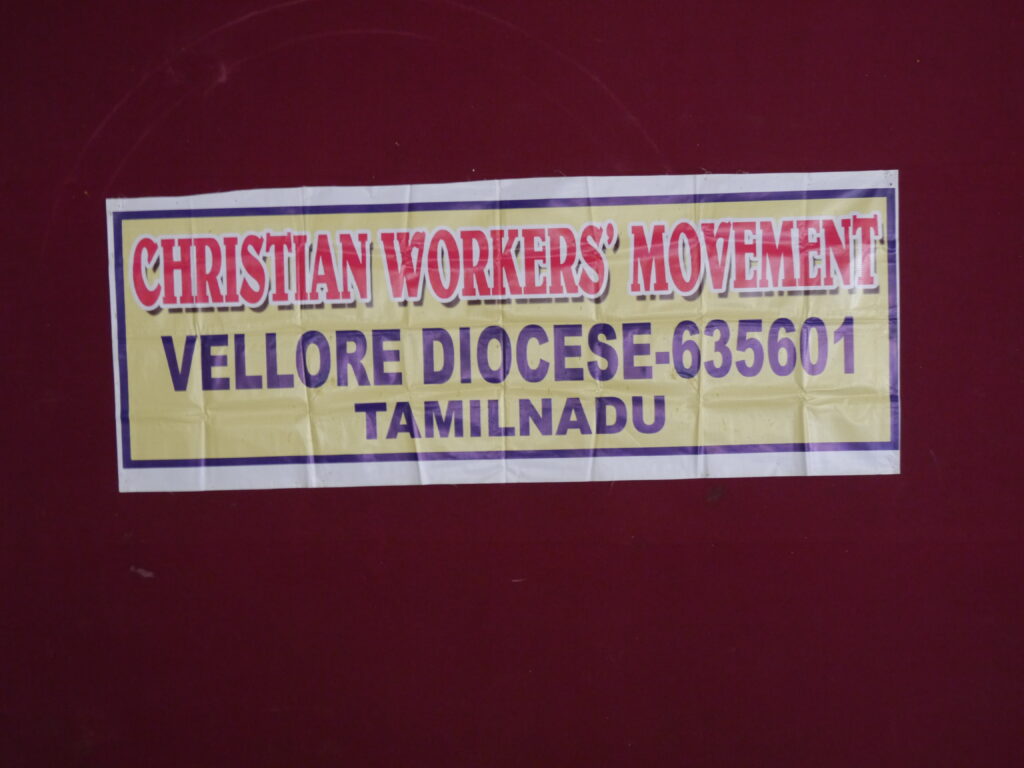 CHRISTIAN WORKERS' MOVEMENT
VELLORE DIOCESE-635601
TAMILNADU